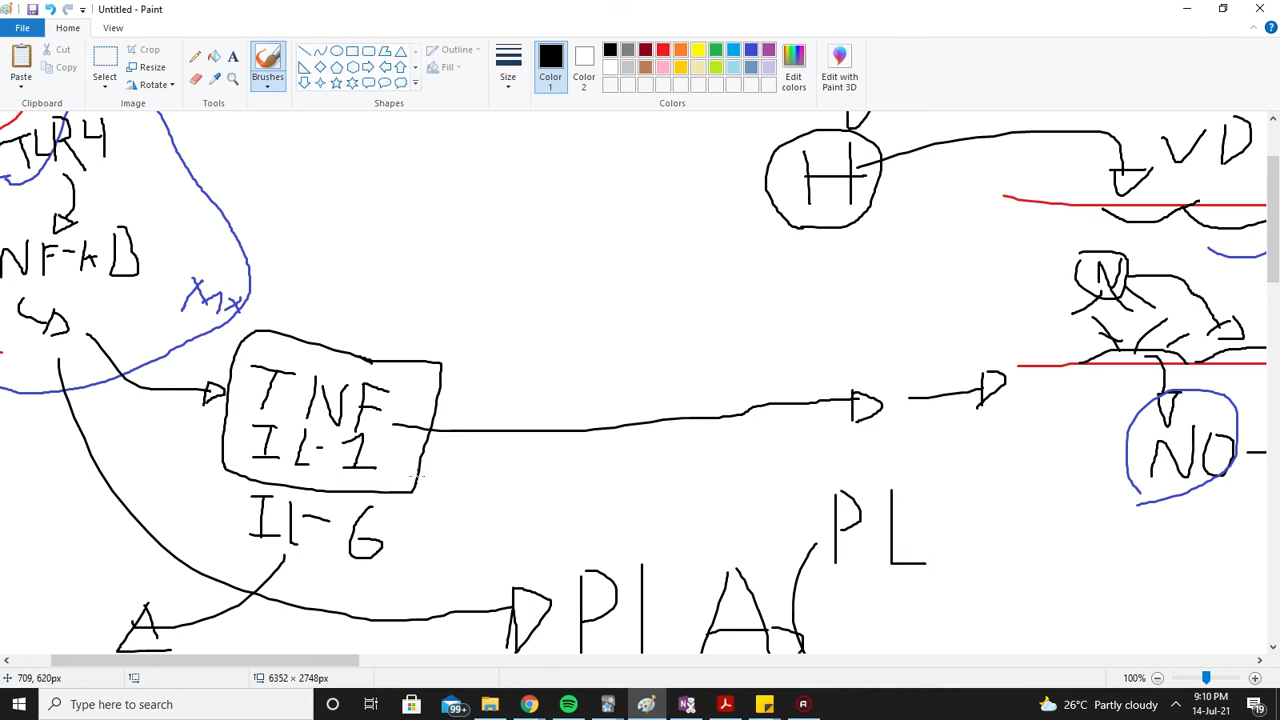 Untitled - Paint
File
Home
View
Paste
Cut
Copy
Clipboard
Select
Crop
Resize
Rotate
Image
Tools
Brushes
Shapes
Outline
Fill
Size
Color 1
Color 2
Edit colors
Colors
Edit with Paint 3D
TLR4
NF-kB
TNF
IL-1
IL-6
H
VD
N
NO
PL
PLA
709, 620px
6352 × 2748px
100%
Type here to search
99+
26°C Partly cloudy
9:10 PM
14-Jul-21
19